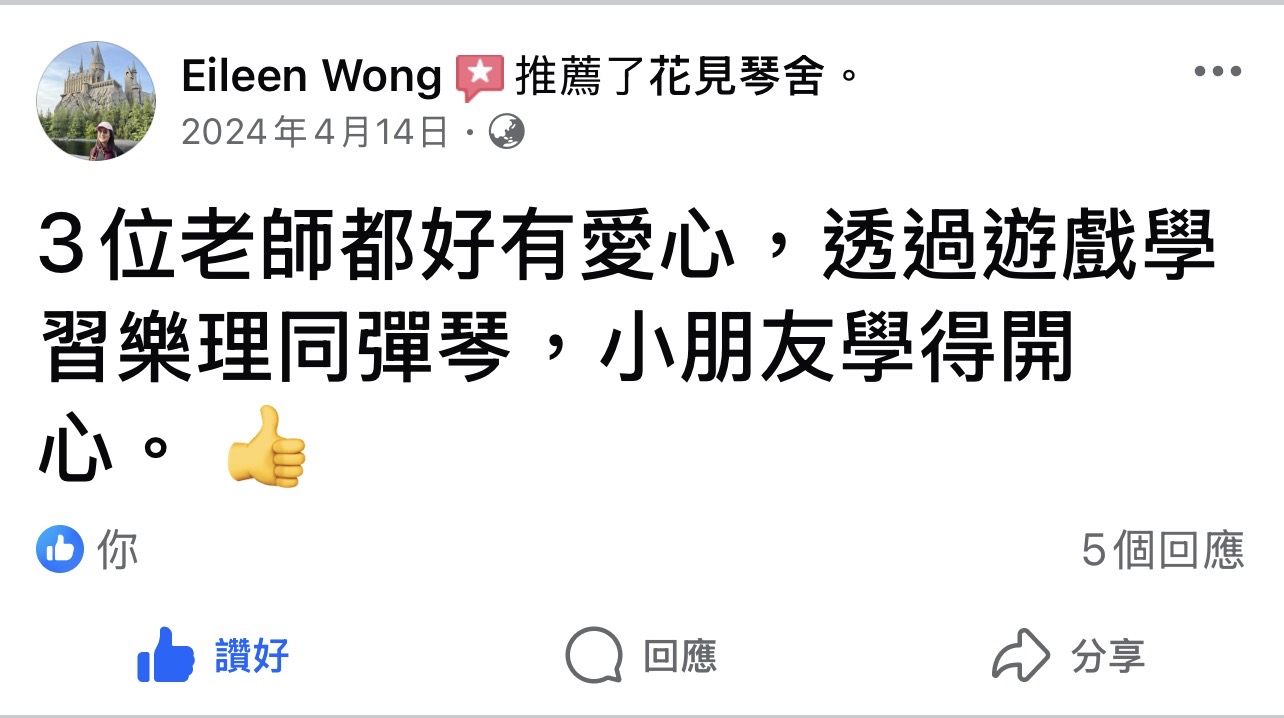 Eileen Wong 推薦了花見琴舍。
2024年4月14日 ·
3位老師都好有愛心，透過遊戲學
習樂理同彈琴，小朋友學得開
心。👍
你
5個回應
讚好
回應
分享